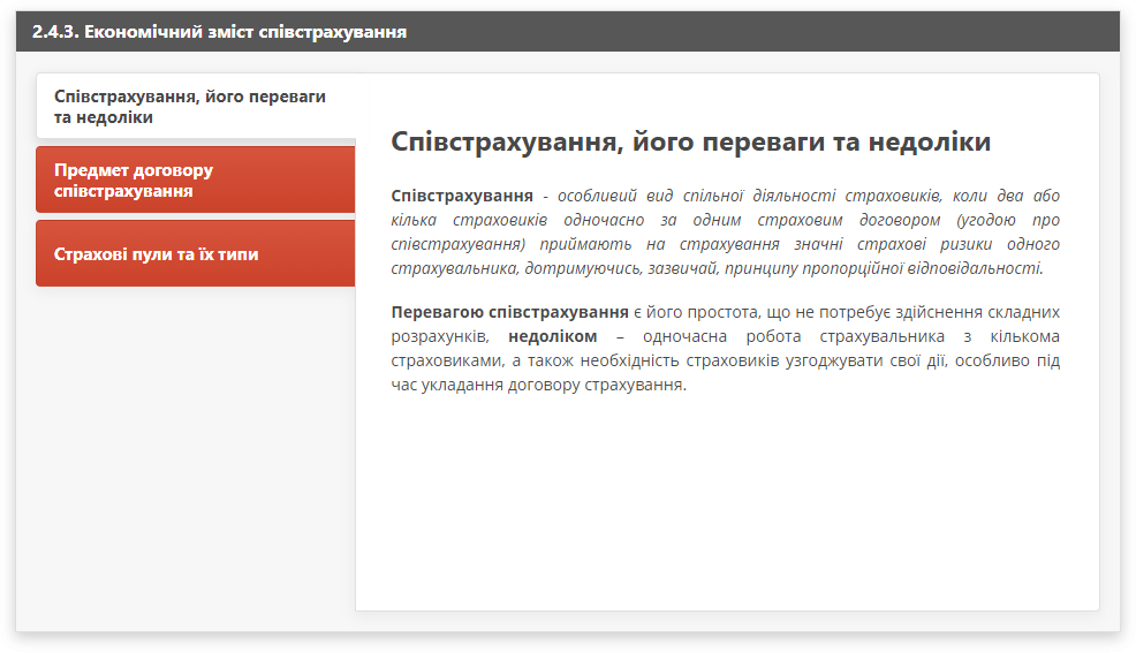 2.4.3. Економічний зміст співстрахування
Співстрахування, його переваги
та недоліки
Предмет договору
співстрахування
Страхові пули та їх типи
Співстрахування, його переваги та недоліки
Співстрахування - особливий вид спільної діяльності страховиків, коли два або
кілька страховиків одночасно за одним страховим договором (угодою про
співстрахування) приймають на страхування значні страхові ризики одного
страхувальника, дотримуючись, зазвичай, принципу пропорційної відповідальності.
Перевагою співстрахування є його простота, що не потребує здійснення складних
розрахунків, недоліком – одночасна робота страхувальника з кількома
страховиками, а також необхідність страховиків узгоджувати свої дії, особливо під
час укладання договору страхування.